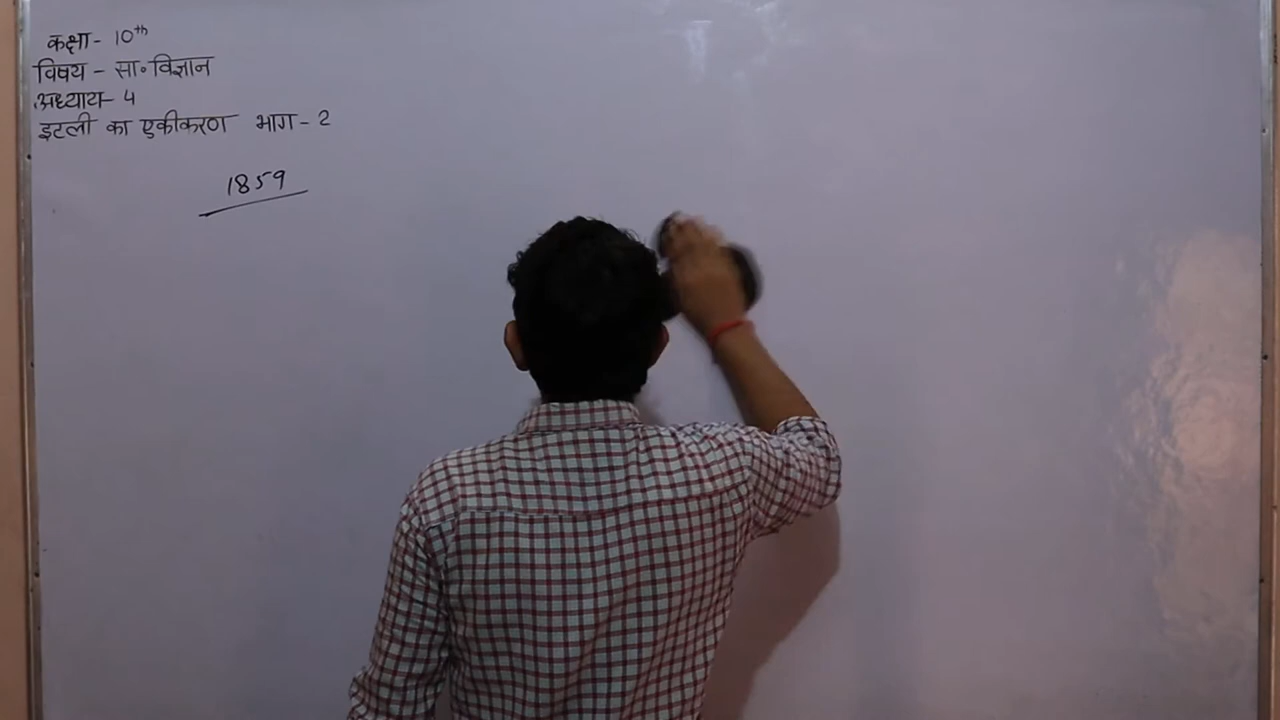 कक्षा- 10th
विषय - सा॰ विज्ञान
अध्याय- 4
इटली का एकीकरण भाग - 2
1859